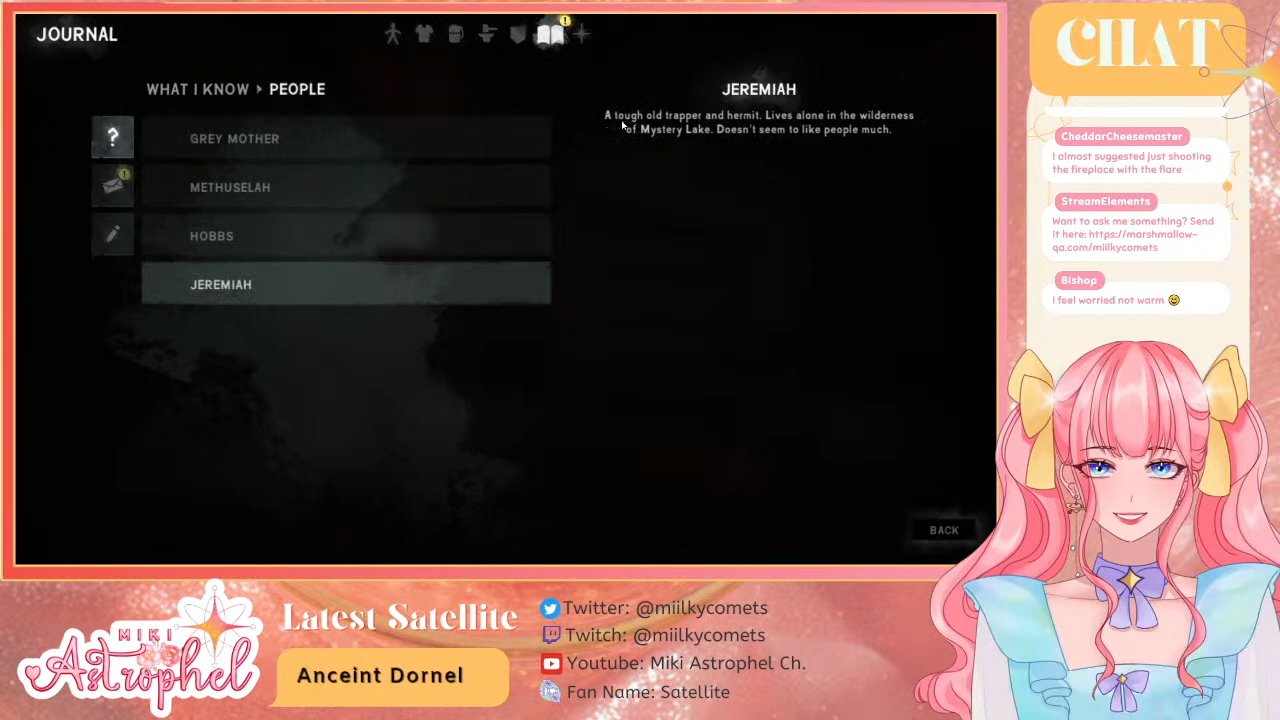 JOURNAL
!
WHAT I KNOW ▸ PEOPLE
?
!
GREY MOTHER
METHUSELAH
HOBBS
JEREMIAH
JEREMIAH
A tough old trapper and hermit. Lives alone in the wilderness
of Mystery Lake. Doesn't seem to like people much.
BACK
CHAT
CheddarCheesemaster
I almost suggested just shooting
the fireplace with the flare
StreamElements
Want to ask me something? Send
it here: https://marshmallow-
qa.com/miilkycomets
Bishop
I feel worried not warm
MIKI
Astrophel
Latest Satellite
Anceint Dornel
Twitter: @miilkycomets
Twitch: @miilkycomets
Youtube: Miki Astrophel Ch.
Fan Name: Satellite